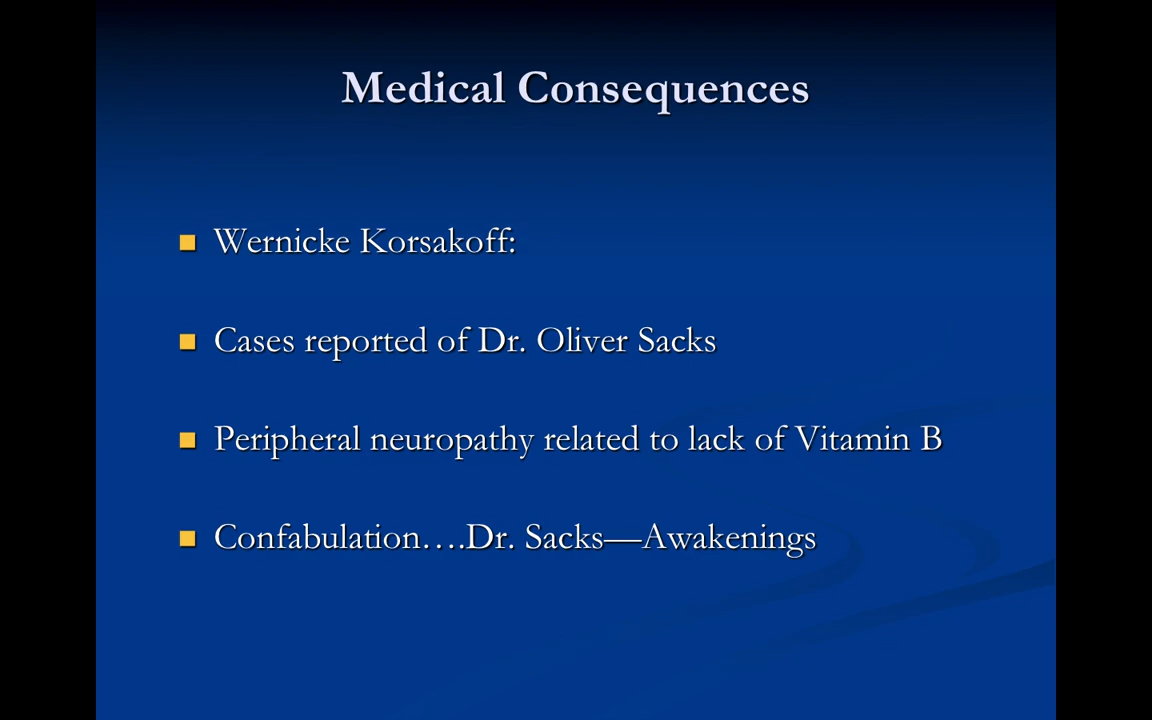 Medical Consequences
Wernicke Korsakoff:
Cases reported of Dr. Oliver Sacks
Peripheral neuropathy related to lack of Vitamin B
Confabulation….Dr. Sacks—Awakenings